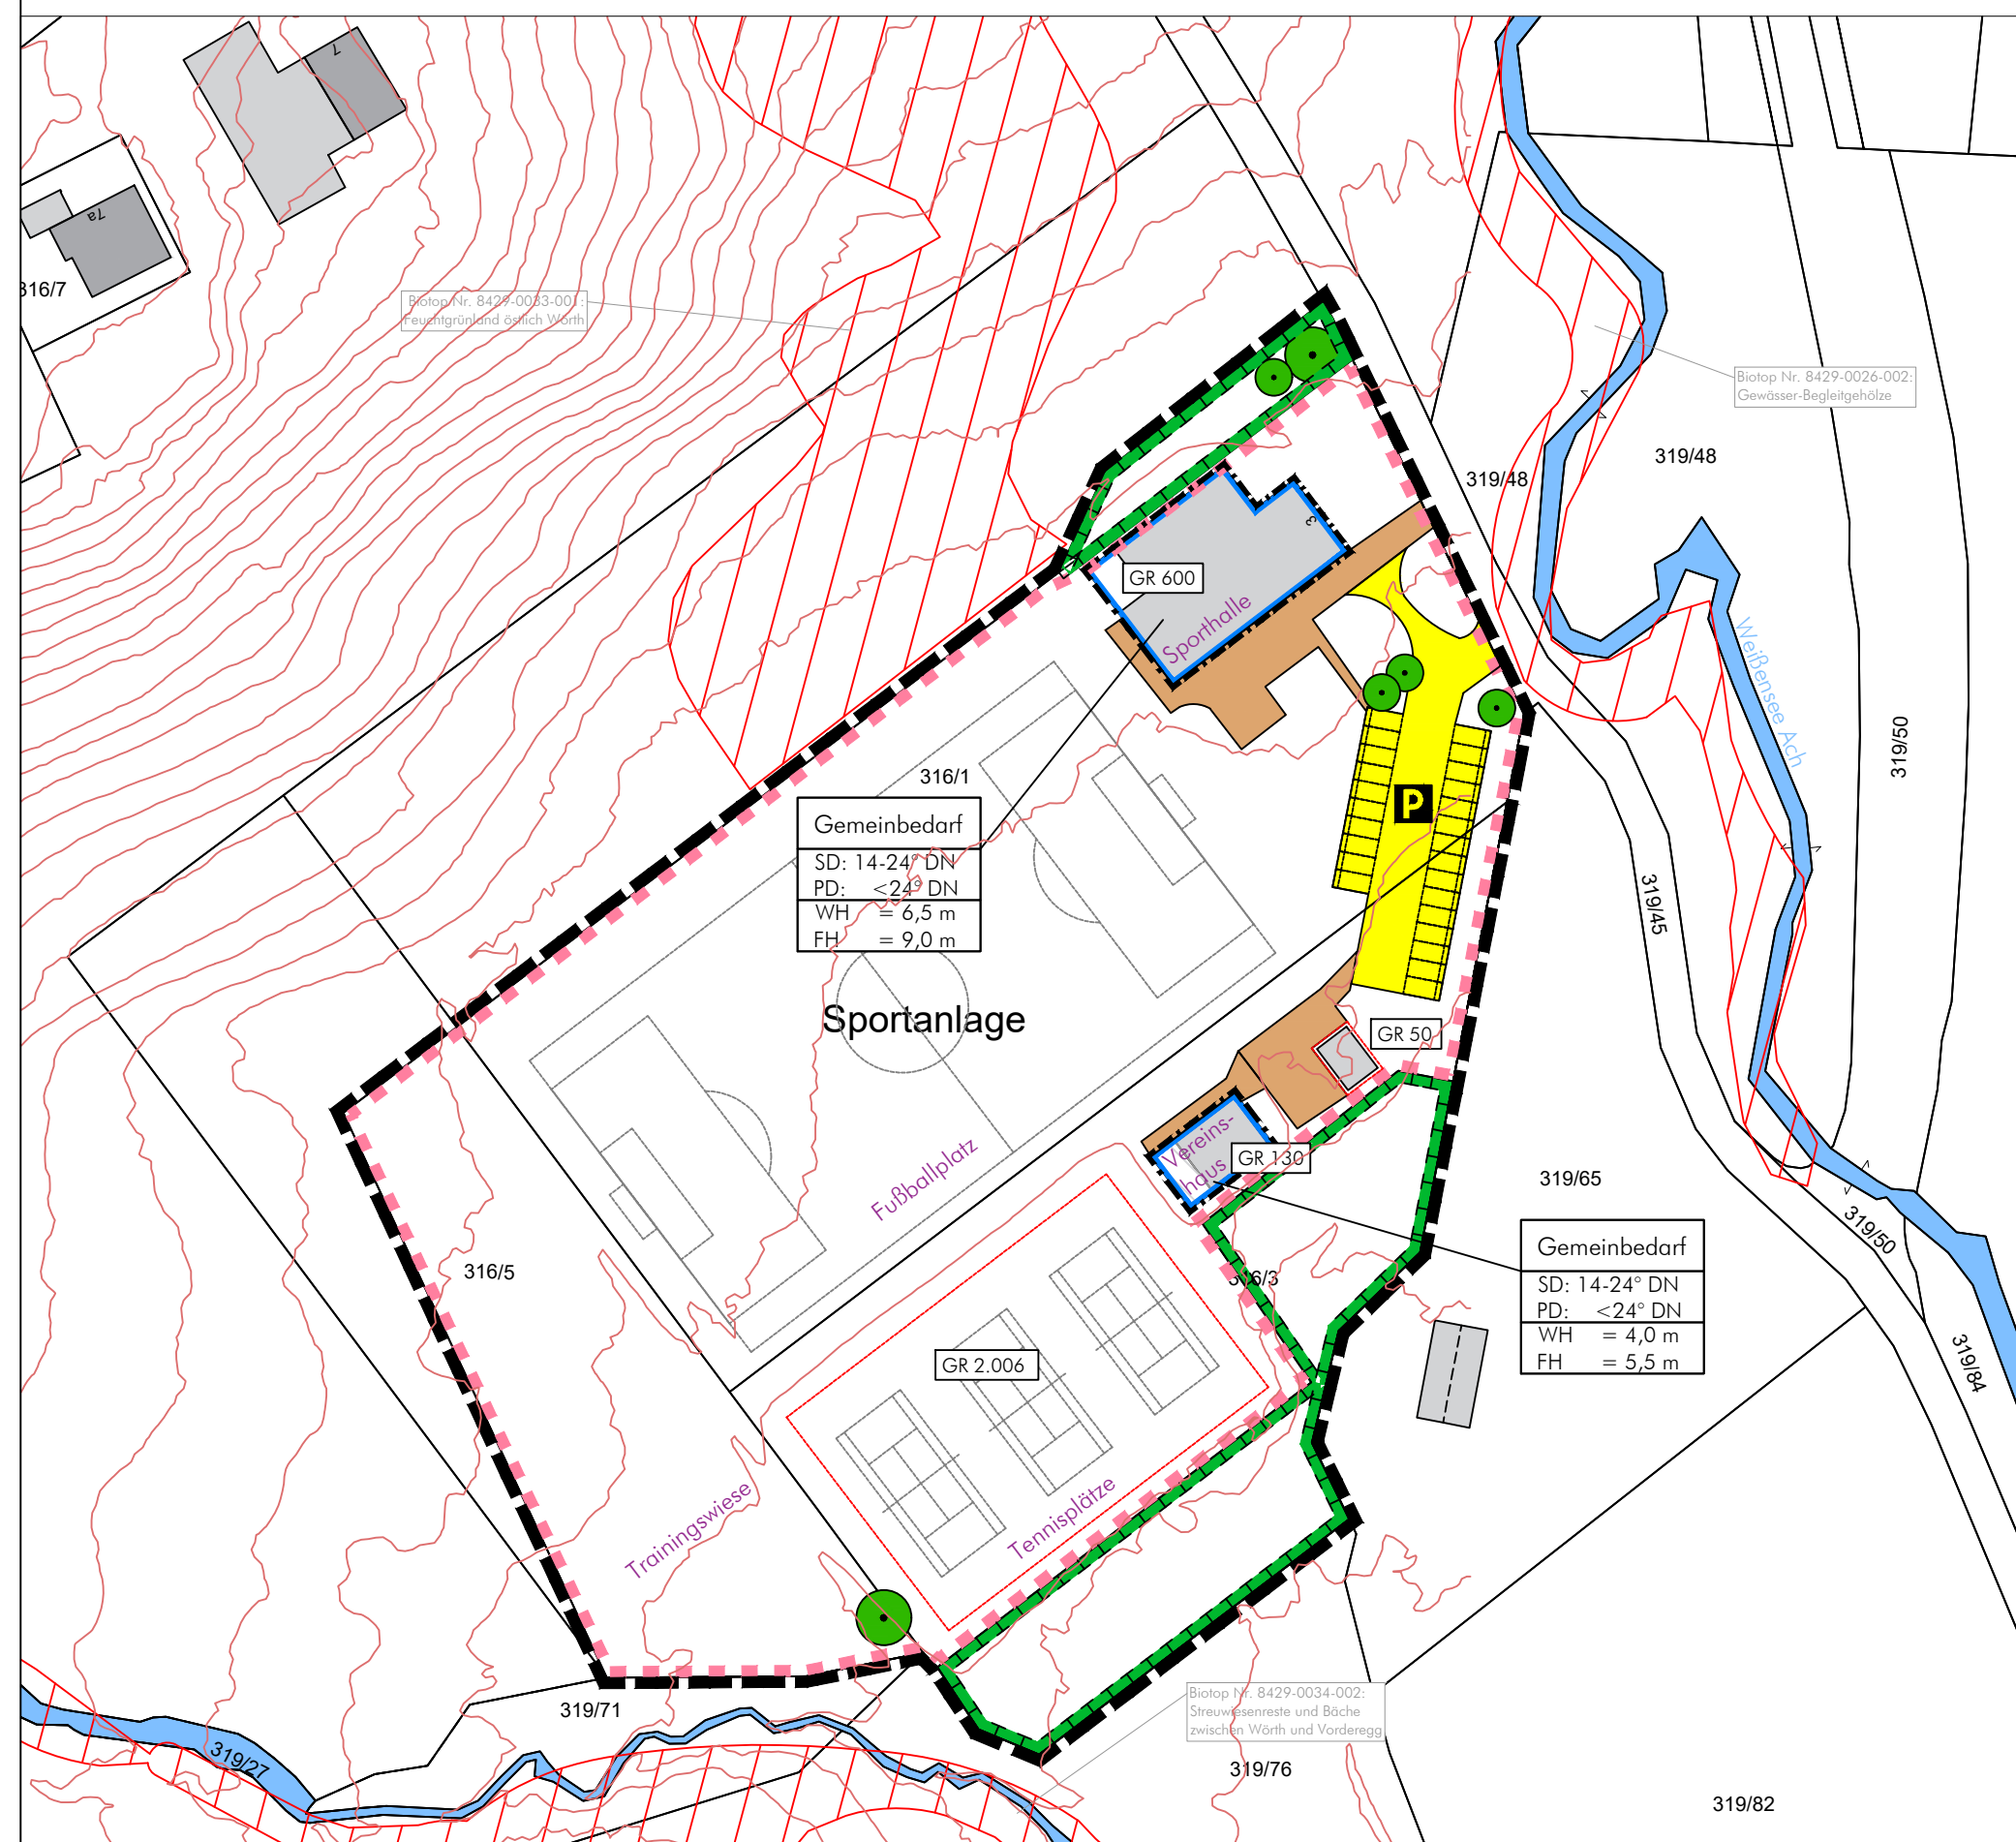 7
7a
316/7
Biotop Nr. 8429-0033-001:
Feuchtgrünland östlich Wörth
Biotop Nr. 8429-0026-002:
Gewässer-Begleitgehölze
319/48
319/48
3
GR 600
Sporthalle
Weißensee Ach
319/50
316/1
P
Gemeinbedarf
SD: 14-24° DN
PD: <24° DN
WH = 6,5 m
FH = 9,0 m
319/45
Sportanlage
GR 50
Vereins-
haus
GR 130
Fußballplatz
319/65
319/50
316/5
316/3
Gemeinbedarf
SD: 14-24° DN
PD: <24° DN
WH = 4,0 m
FH = 5,5 m
319/84
GR 2.006
Trainingswiese
Tennisplätze
319/71
Biotop Nr. 8429-0034-002:
Streuwiesenreste und Bäche
zwischen Wörth und Vorderegg
319/27
319/76
319/82